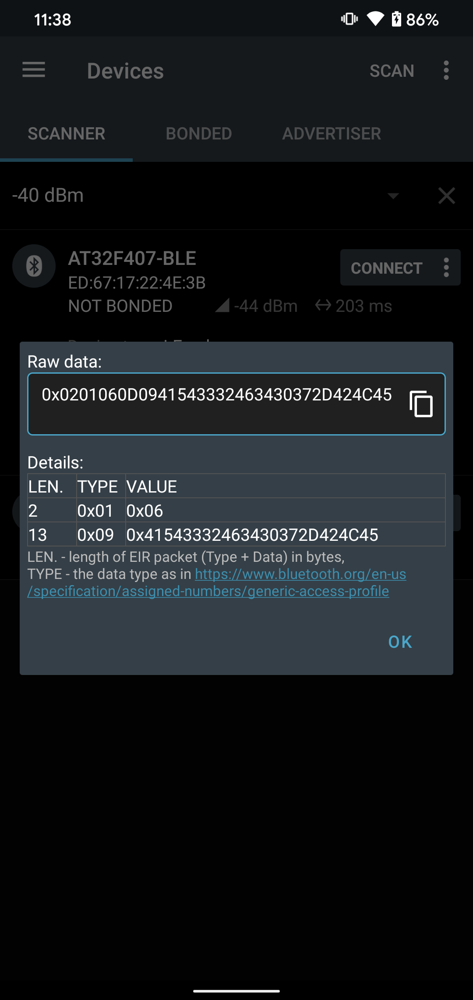 11:38 86%
Devices SCAN
SCANNER BONDED ADVERTISER
-40 dBm
AT32F407-BLE
ED:67:17:22:4E:3B
CONNECT
NOT BONDED -44 dBm 203 ms
Raw data:
0x0201060D0941543332463430372D424C45
Details:
LEN. TYPE VALUE
2 0x01 0x06
13 0x09 0x41543332463430372D424C45
LEN. - length of EIR packet (Type + Data) in bytes,
TYPE - the data type as in https://www.bluetooth.org/en-us
/specification/assigned-numbers/generic-access-profile
OK